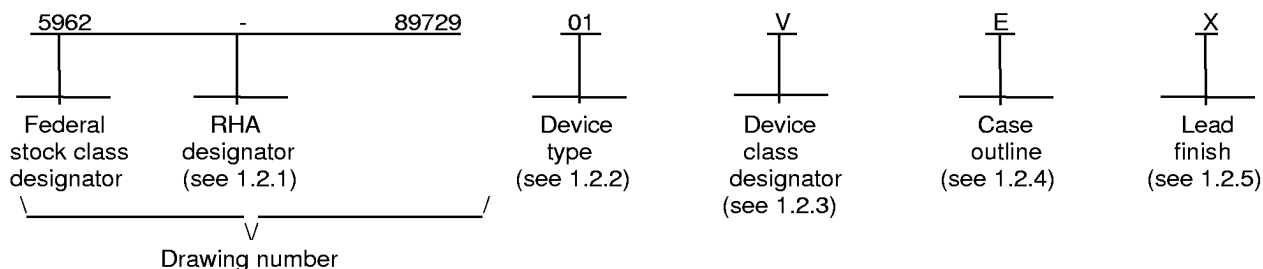 5962 - 89729 01 V E X
Federal RHA Device Device Case Lead
stock class designator type class outline finish
designator (see 1.2.1) (see 1.2.2) designator (see 1.2.4) (see 1.2.5)
(see 1.2.3)
\ /
\/
Drawing number